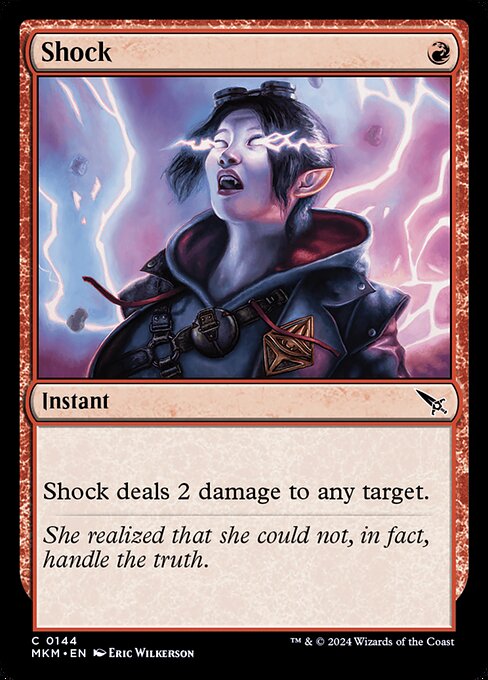 Shock
Instant
Shock deals 2 damage to any target.
She realized that she could not, in fact,
handle the truth.
C 0144
™ & © 2024 Wizards of the Coast
MKM • EN Eric Wilkerson